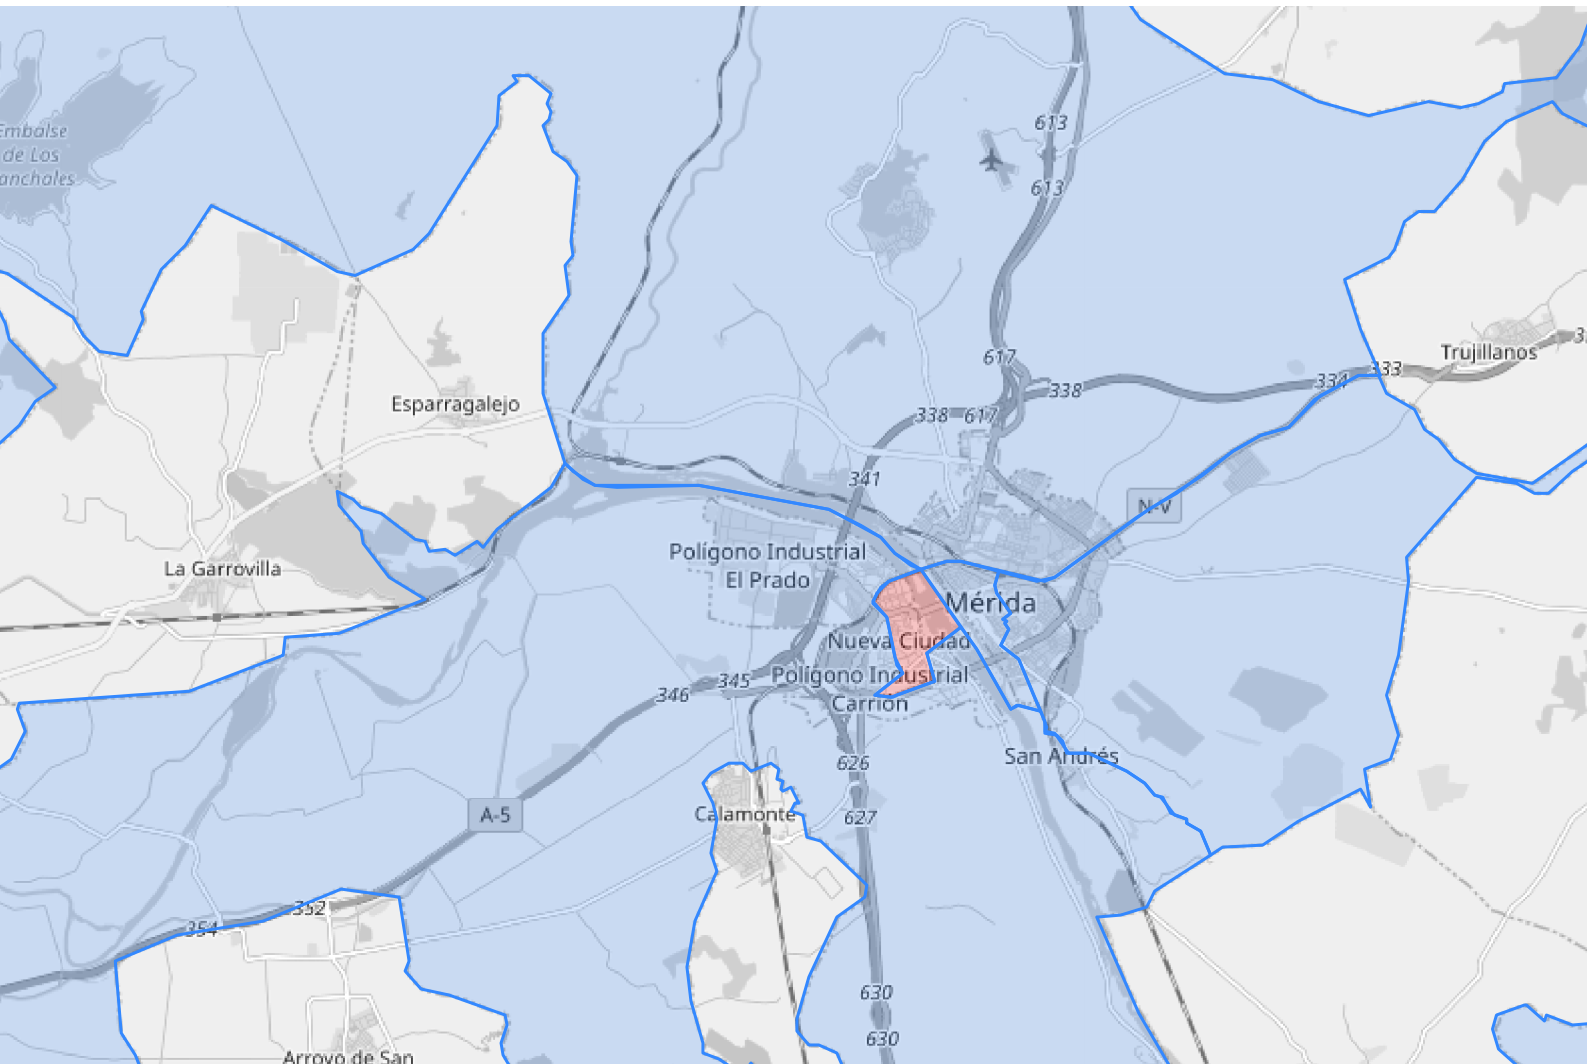 613
Embalse
de Los
anchales
613
Trujillanos
617
333
334
338
Esparragalejo
338
617
341
N-V
Polígono Industrial
El Prado
La Garrovilla
Mérida
Nueva Ciudad
Polígono Industrial
Carrión
345
346
San Andrés
626
A-5
Calamonte
627
352
354
630
630
Arroyo de San